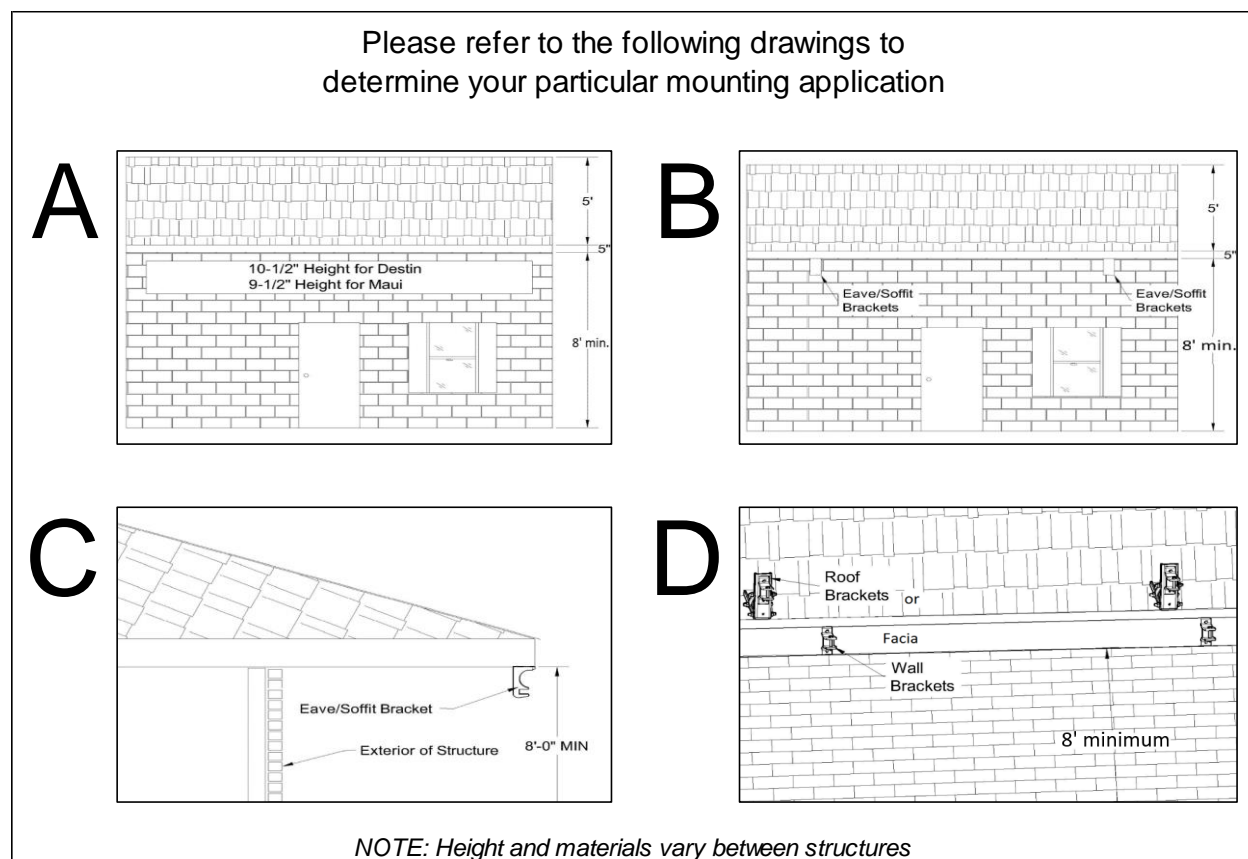 Please refer to the following drawings to
determine your particular mounting application
A
5'
5"
10-1/2" Height for Destin
9-1/2" Height for Maui
8' min.
B
5'
5"
Eave/Soffit
Brackets
Eave/Soffit
Brackets
8' min.
C
Eave/Soffit Bracket
Exterior of Structure
8'-0" MIN
D
Roof
Brackets or
Facia
Wall
Brackets
8' minimum
NOTE: Height and materials vary between structures